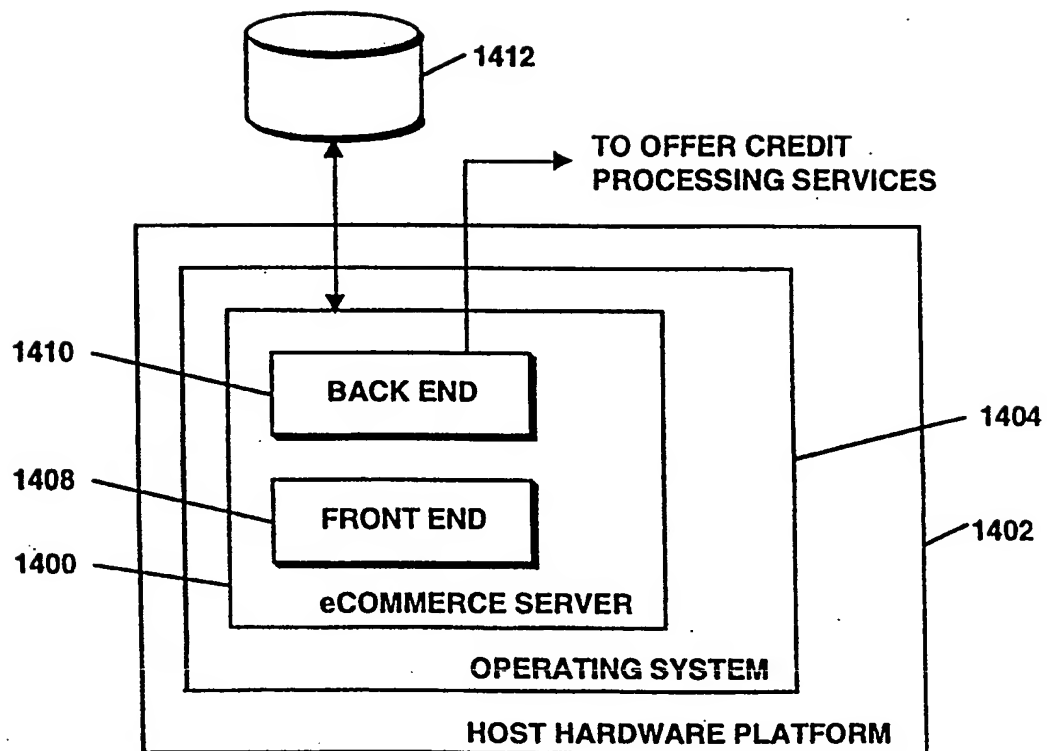 1412
TO OFFER CREDIT
PROCESSING SERVICES
1410
BACK END
1404
1408
FRONT END
1402
1400
eCOMMERCE SERVER
OPERATING SYSTEM
HOST HARDWARE PLATFORM